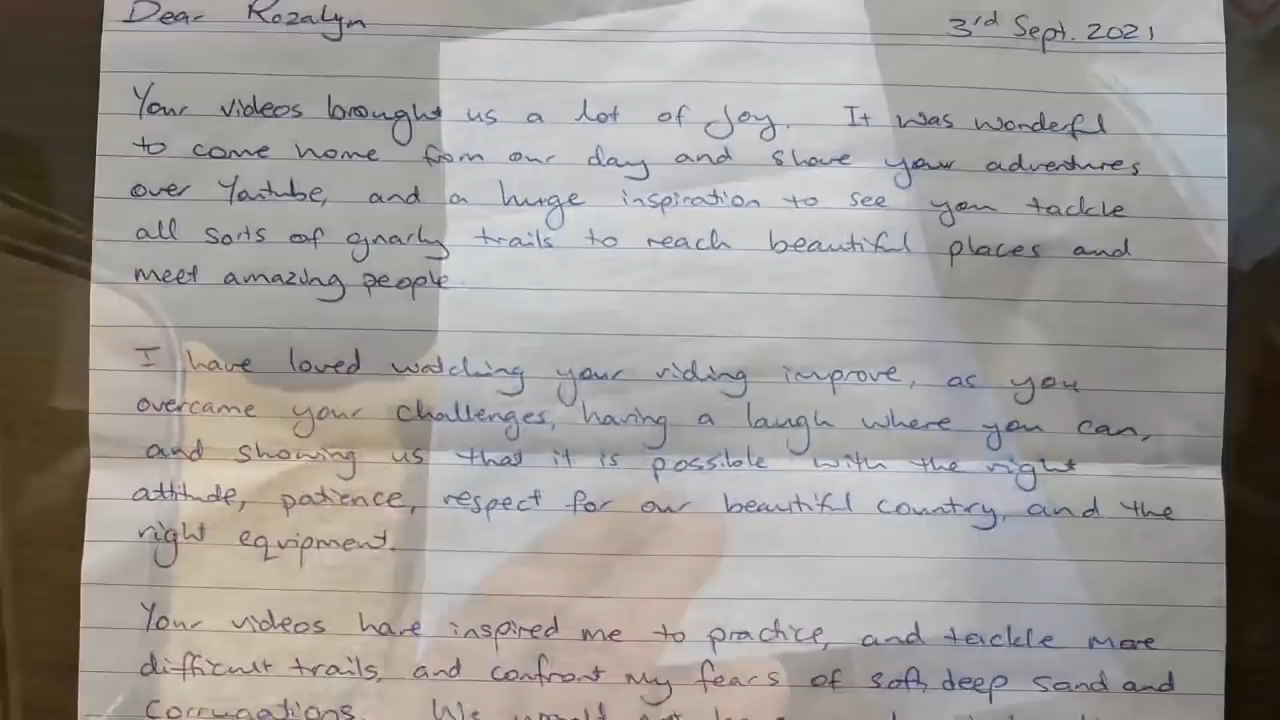 Dear Rozalyn
3rd Sept. 2021
Your videos brought us a lot of joy. It was wonderful
to come home from our day and share your adventures
over Youtube, and a huge inspiration to see you tackle
all sorts of gnarly trails to reach beautiful places and
meet amazing people.
I have loved watching your riding improve, as you
overcame your challenges, having a laugh where you can,
and showing us that it is possible with the right
attitude, patience, respect for our beautiful country, and the
right equipment.
Your videos have inspired me to practice, and tackle more
difficult trails, and confront my fears of soft, deep sand and
corrugations. We would not